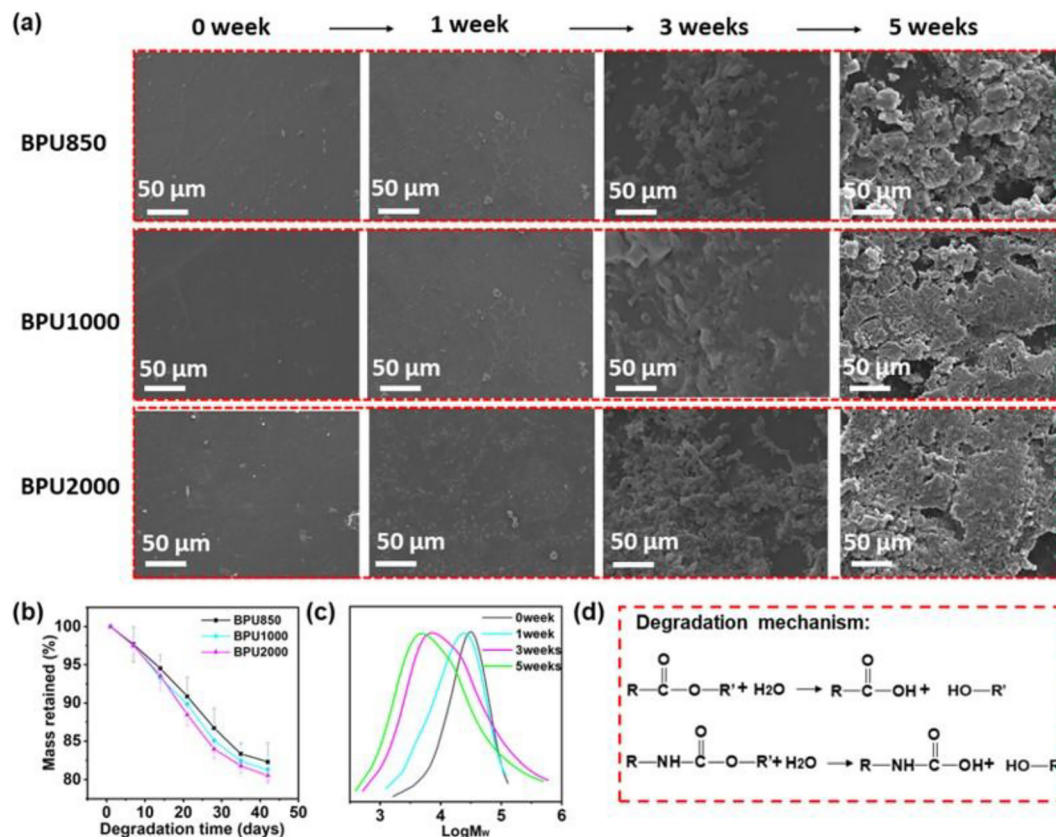 (a) 0 week 1 week 3 weeks 5 weeks
BPU850
50 µm 50 µm 50 µm 50 µm
BPU1000
50 µm 50 µm 50 µm 50 µm
BPU2000
50 µm 50 µm 50 µm 50 µm
(b)
BPU850
BPU1000
BPU2000
100
95
90
85
80
Mass retained (%)
0 10 20 30 40 50
Degradation time (days)
(c)
0week
1week
3weeks
5weeks
2 3 4 5 6
LogMw
(d)
Degradation mechanism:
O O
R—C—O—R'+ H2O → R—C—OH+ HO—R'
O O
R—NH—C—O—R'+H2O → R—NH—C—OH+ HO—R